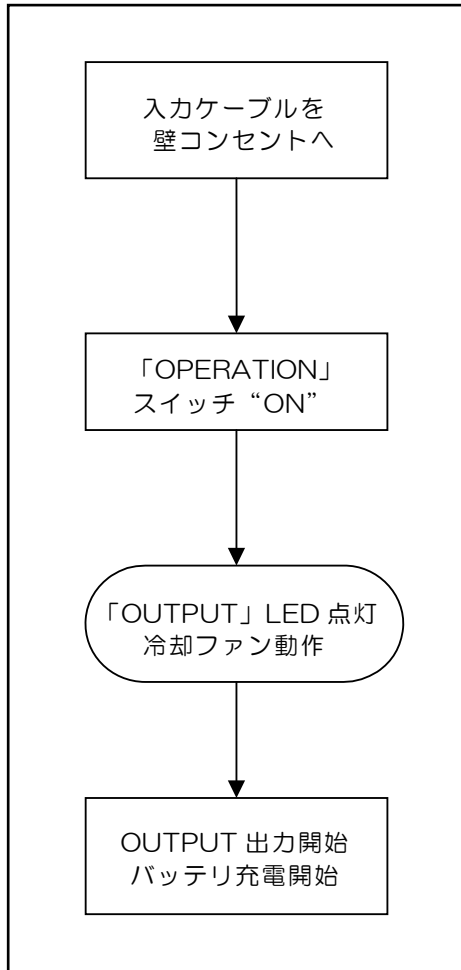 入力ケーブルを
壁コンセントへ
「OPERATION」
スイッチ“ON”
「OUTPUT」LED 点灯
冷却ファン動作
OUTPUT 出力開始
バッテリ充電開始